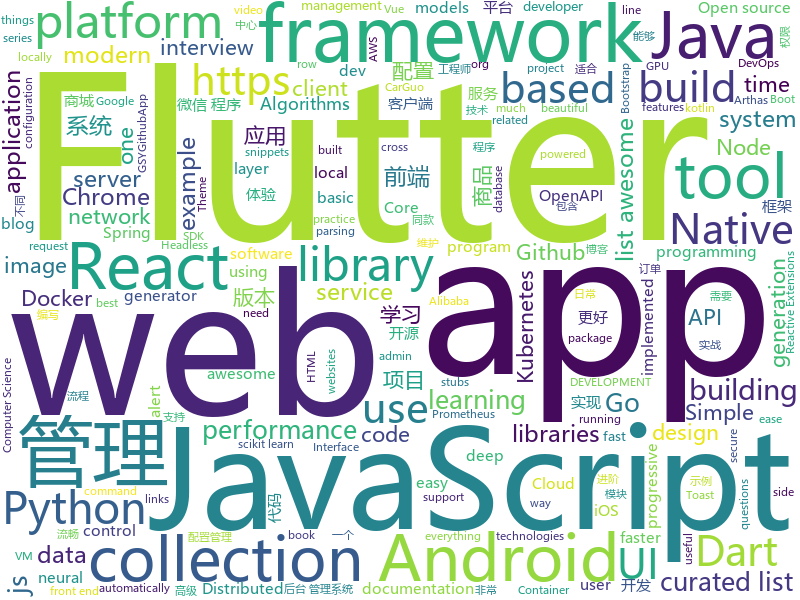 platform
framework
Java
interview
modern
models
平台
developer
Open source
management
Vue
line
video
things
series
中心
AWS
能够
权限
locally
org
project
工程师
适合
https
client
dev
配置
based
build
time
DevOps
GPU
row
CarGuo
Google
商城
微信 程序
Algorithms
客户端
服务
技术
related
Bootstrap
kotlin
Arthas
Boot
beautiful
features
much
系统
configuration
application
one
GSYGithubApp
应用
snippets
cross
powered
程序
database
tool
system
Flutter
example
Theme
built
local
layer
体验
basic
前端
商品
OpenAPI
包含
Node
框架
server
Chrome
不同
blog
network
Spring
SDK
Headless
parsing
practice
同款
Core
Github
维护
博客
list awesome
Native
programming
request
image
React
library
software
using
program
订单
implemented
Reactive Extensions
Docker
generator
版本
service
学习
Alibaba
日常
更好
Kubernetes
API
需要
generation
best
编写
need
开源
package
实战
web
app
Computer Science
HTML
awesome
admin
项目
stubs
DEVELOPMENT
building
websites
流程
支持
use
learning
实现
Go
Simple
running
进阶
示例
ease
管理
JavaScript
alert
performance
scikit learn
Interface
code
Prometheus
libraries
fast
design
Toast
secure
progressive
Python
command
links
control
代码
deep
easy
Cloud
iOS
模块
questions
side
js
data
neural
流畅
VM
配置管理
front end
collection
Android
UI
Dart
support
way
faster
user
开发
technologies
Container
curated list
automatically
高级
Distributed
后台 管理系统
documentation
非常
book
everything
一个
useful